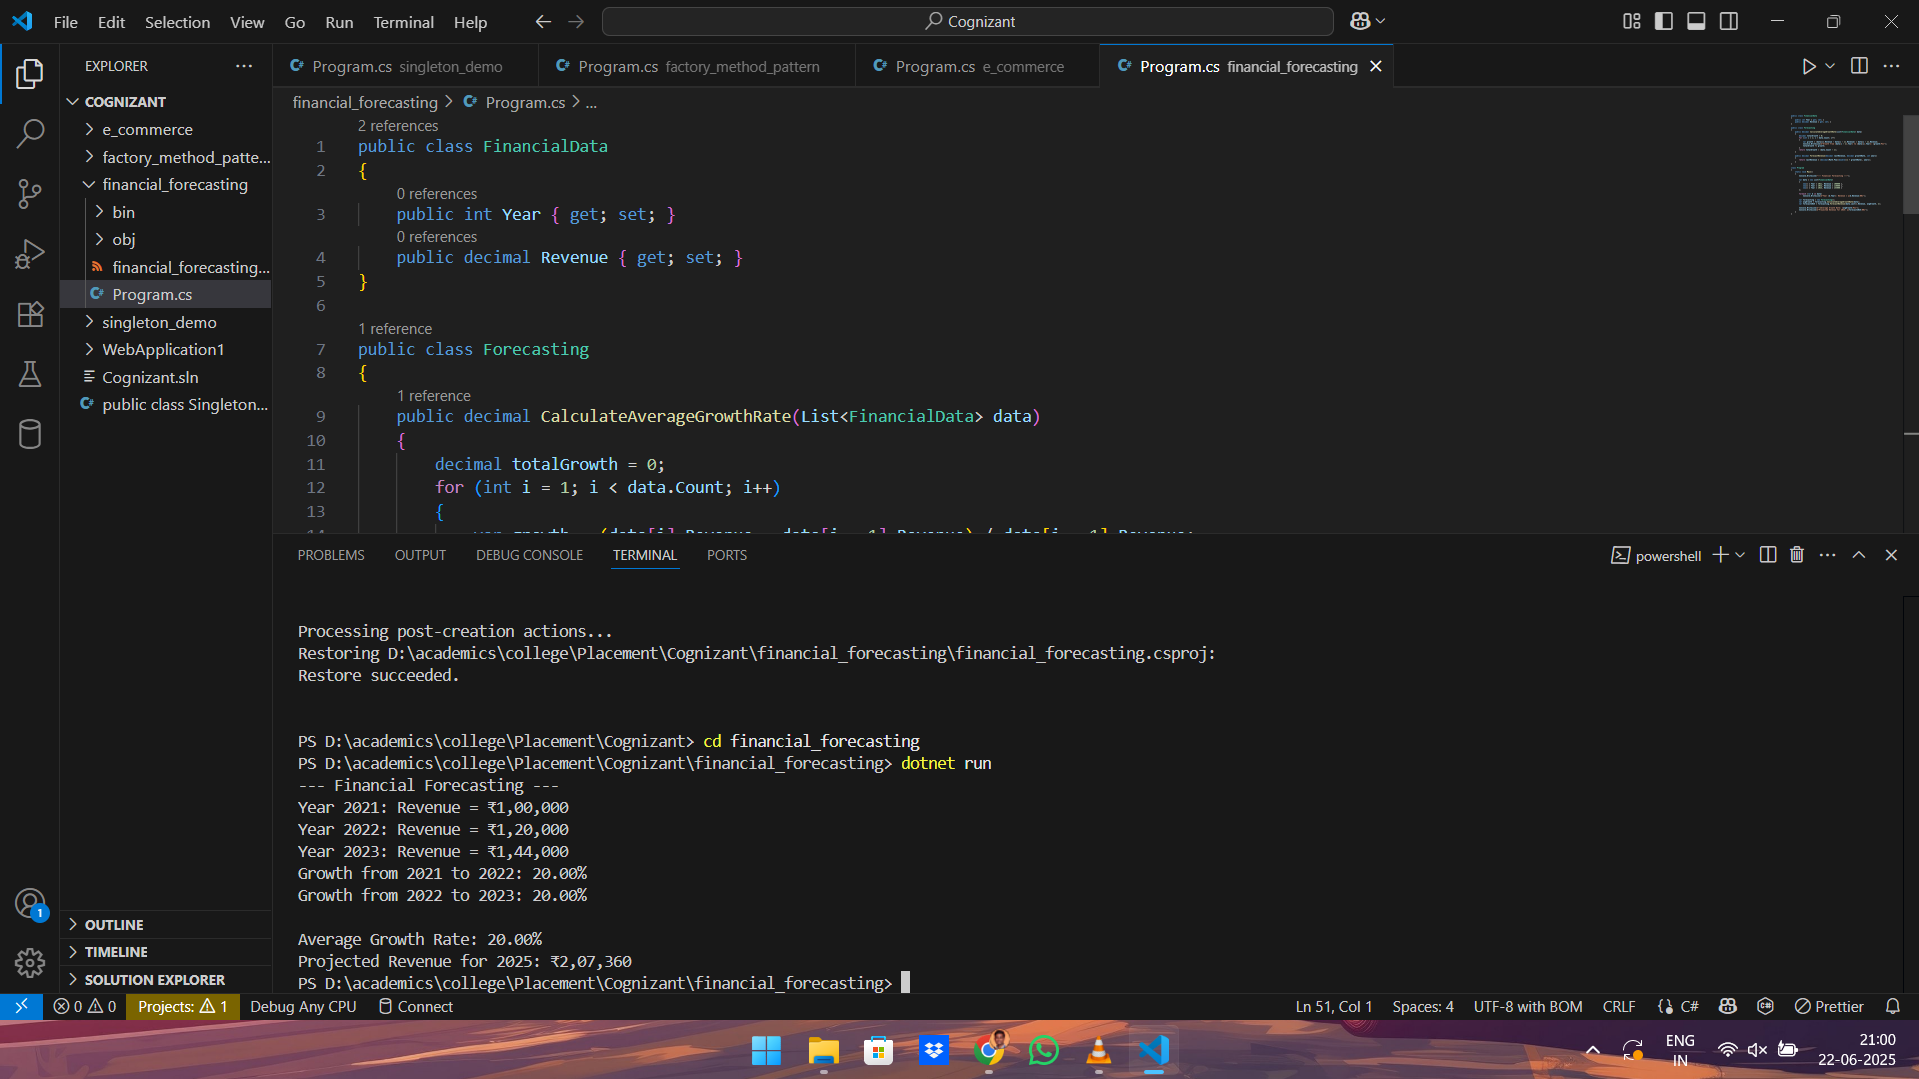 File Edit Selection View Go Run Terminal Help
Cognizant
EXPLORER
COGNIZANT
e_commerce
factory_method_patte...
financial_forecasting
bin
obj
financial_forecasting...
Program.cs
singleton_demo
WebApplication1
Cognizant.sln
public class Singleton...
OUTLINE
TIMELINE
SOLUTION EXPLORER
Program.cs singleton_demo
Program.cs factory_method_pattern
Program.cs e_commerce
Program.cs financial_forecasting
financial_forecasting > Program.cs > ...
2 references
1 public class FinancialData
2 {
0 references
3 public int Year { get; set; }
0 references
4 public decimal Revenue { get; set; }
5 }
6
1 reference
7 public class Forecasting
8 {
1 reference
9 public decimal CalculateAverageGrowthRate(List<FinancialData> data)
10 {
11 decimal totalGrowth = 0;
12 for (int i = 1; i < data.Count; i++)
13 {
PROBLEMS OUTPUT DEBUG CONSOLE TERMINAL PORTS
powershell
Processing post-creation actions...
Restoring D:\academics\college\Placement\Cognizant\financial_forecasting\financial_forecasting.csproj:
Restore succeeded.
PS D:\academics\college\Placement\Cognizant> cd financial_forecasting
PS D:\academics\college\Placement\Cognizant\financial_forecasting> dotnet run
--- Financial Forecasting ---
Year 2021: Revenue = ₹1,00,000
Year 2022: Revenue = ₹1,20,000
Year 2023: Revenue = ₹1,44,000
Growth from 2021 to 2022: 20.00%
Growth from 2022 to 2023: 20.00%
Average Growth Rate: 20.00%
Projected Revenue for 2025: ₹2,07,360
PS D:\academics\college\Placement\Cognizant\financial_forecasting>
1
0 0 Projects: 1 Debug Any CPU Connect
Ln 51, Col 1 Spaces: 4 UTF-8 with BOM CRLF C# Prettier
ENG
IN
21:00
22-06-2025